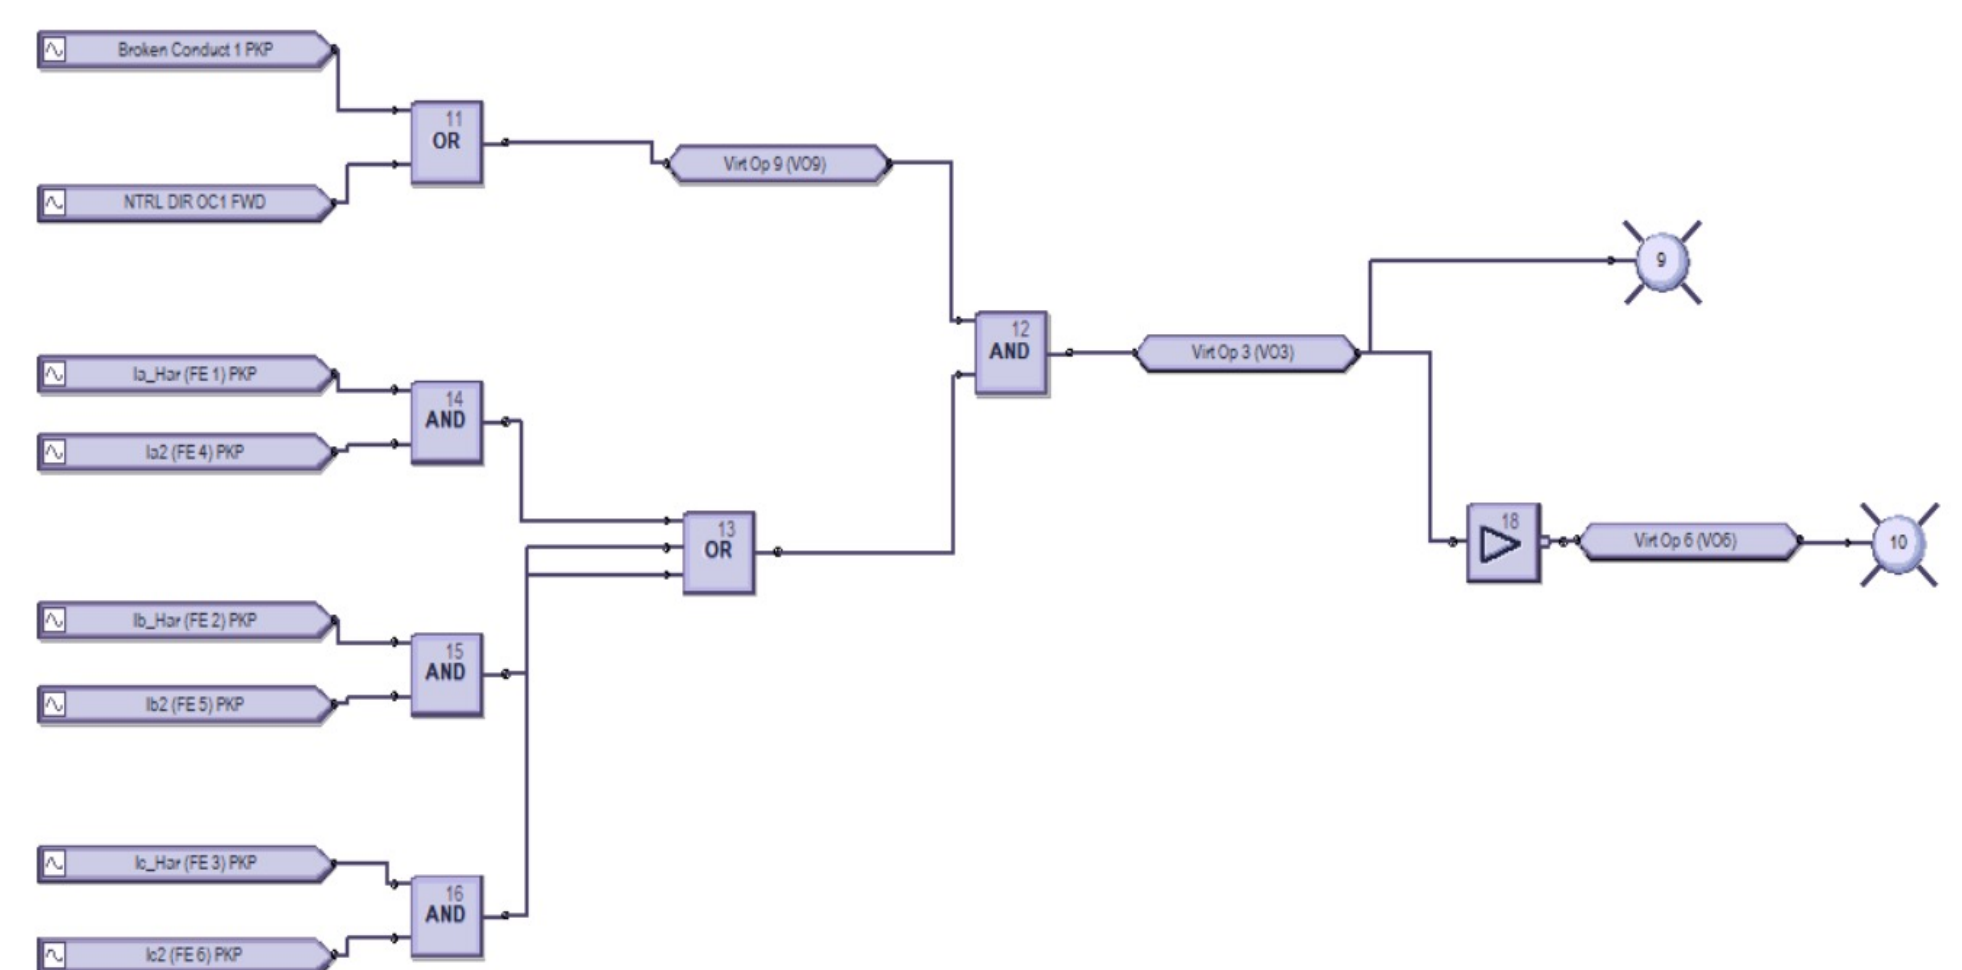 Broken Conduct 1 PKP
11
OR
Virt Op 9 (VO9)
NTRL DIR OC1 FWD
9
12
AND
Virt Op 3 (VO3)
Ia_Har (FE 1) PKP
14
AND
Ia2 (FE 4) PKP
13
OR
18
Virt Op 6 (VO6)
10
Ib_Har (FE 2) PKP
15
AND
Ib2 (FE 5) PKP
Ic_Har (FE 3) PKP
16
AND
Ic2 (FE 6) PKP